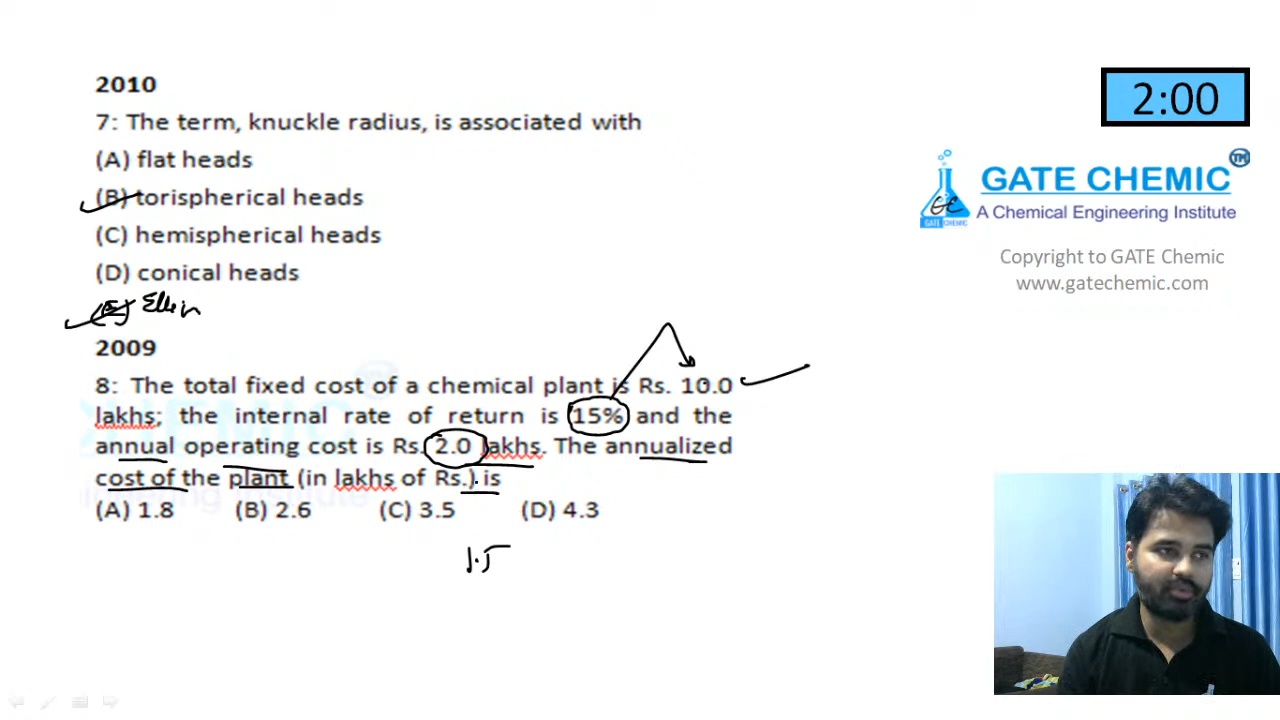 2010
7: The term, knuckle radius, is associated with
(A) flat heads
(B) torispherical heads
(C) hemispherical heads
(D) conical heads
(E)
2009
8: The total fixed cost of a chemical plant is Rs. 10.0
lakhs; the internal rate of return is 15% and the
annual operating cost is Rs. 2.0 lakhs. The annualized
cost of the plant (in lakhs of Rs.) is
(A) 1.8 (B) 2.6 (C) 3.5 (D) 4.3
1.5
2:00
TM
GATE CHEMIC
GC
GATE CHEMIC
A Chemical Engineering Institute
Copyright to GATE Chemic
www.gatechemic.com